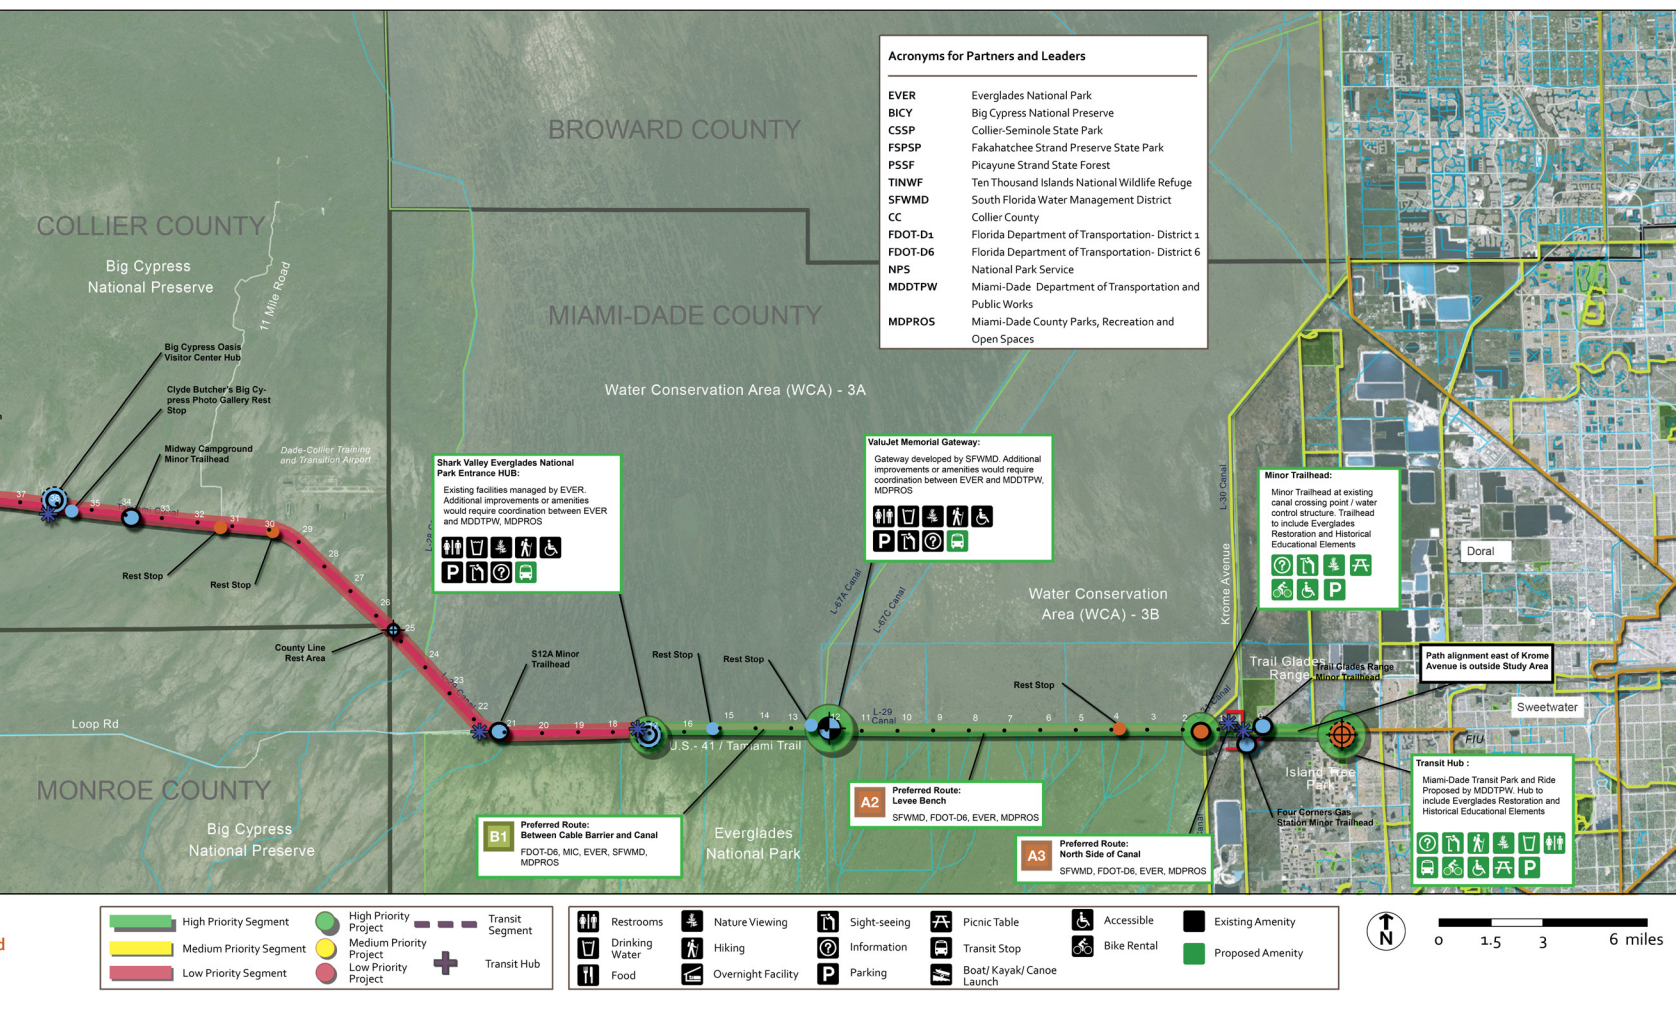 Acronyms for Partners and Leaders
EVER Everglades National Park
BICY Big Cypress National Preserve
CSSP Collier-Seminole State Park
FSPSP Fakahatchee Strand Preserve State Park
PSSF Picayune Strand State Forest
TINWF Ten Thousand Islands National Wildlife Refuge
SFWMD South Florida Water Management District
CC Collier County
FDOT-D1 Florida Department of Transportation- District 1
FDOT-D6 Florida Department of Transportation- District 6
NPS National Park Service
MDDTPW Miami-Dade Department of Transportation and
Public Works
MDPROS Miami-Dade County Parks, Recreation and
Open Spaces
BROWARD COUNTY
COLLIER COUNTY
Big Cypress
National Preserve
11 Mile Road
MIAMI-DADE COUNTY
Water Conservation Area (WCA) - 3A
Big Cypress Oasis
Visitor Center Hub
Clyde Butcher's Big Cy-
press Photo Gallery Rest
Stop
Midway Campground
Minor Trailhead
Dade-Collier Training
and Transition Airport
Shark Valley Everglades National
Park Entrance HUB:
Existing facilities managed by EVER.
Additional improvements or amenities
would require coordination between EVER
and MDDTPW, MDPROS
P
?
ValuJet Memorial Gateway:
Gateway developed by SFWMD. Additional
improvements or amenities would require
coordination between EVER and MDDTPW,
MDPROS
P
?
L-30 Canal
Krome Avenue
Minor Trailhead:
Minor Trailhead at existing
canal crossing point / water
control structure. Trailhead
to include Everglades
Restoration and Historical
Educational Elements
?
P
Doral
37
35
34
33
32
31
30
29
28
27
26
25
24
23
22
21
20
19
18
16
15
14
13
12
11
10
9
8
7
6
5
4
3
2
Rest Stop
Rest Stop
County Line
Rest Area
S12A Minor
Trailhead
Rest Stop
Rest Stop
L-67A Canal
L-67C Canal
Water Conservation
Area (WCA) - 3B
Rest Stop
L-29
Canal
Trail Glades
Range
Trail Glades Range
Minor Trailhead
Path alignment east of Krome
Avenue is outside Study Area
Sweetwater
FIU
Loop Rd
U.S.- 41 / Tamiami Trail
MONROE COUNTY
Big Cypress
National Preserve
B1 Preferred Route:
Between Cable Barrier and Canal
FDOT-D6, MIC, EVER, SFWMD,
MDPROS
Everglades
National Park
A2 Preferred Route:
Levee Bench
SFWMD, FDOT-D6, EVER, MDPROS
A3 Preferred Route:
North Side of Canal
SFWMD, FDOT-D6, EVER, MDPROS
Four Corners Gas
Station Minor Trailhead
Transit Hub :
Miami-Dade Transit Park and Ride
Proposed by MDDTPW. Hub to
include Everglades Restoration and
Historical Educational Elements
?
P
High Priority Segment
Medium Priority Segment
Low Priority Segment
High Priority
Project
Medium Priority
Project
Low Priority
Project
Transit
Segment
Transit Hub
Restrooms
Drinking
Water
Food
Nature Viewing
Hiking
Overnight Facility
Sight-seeing
? Information
P Parking
Picnic Table
Transit Stop
Boat/ Kayak/ Canoe
Launch
Accessible
Bike Rental
Existing Amenity
Proposed Amenity
N
0 1.5 3 6 miles